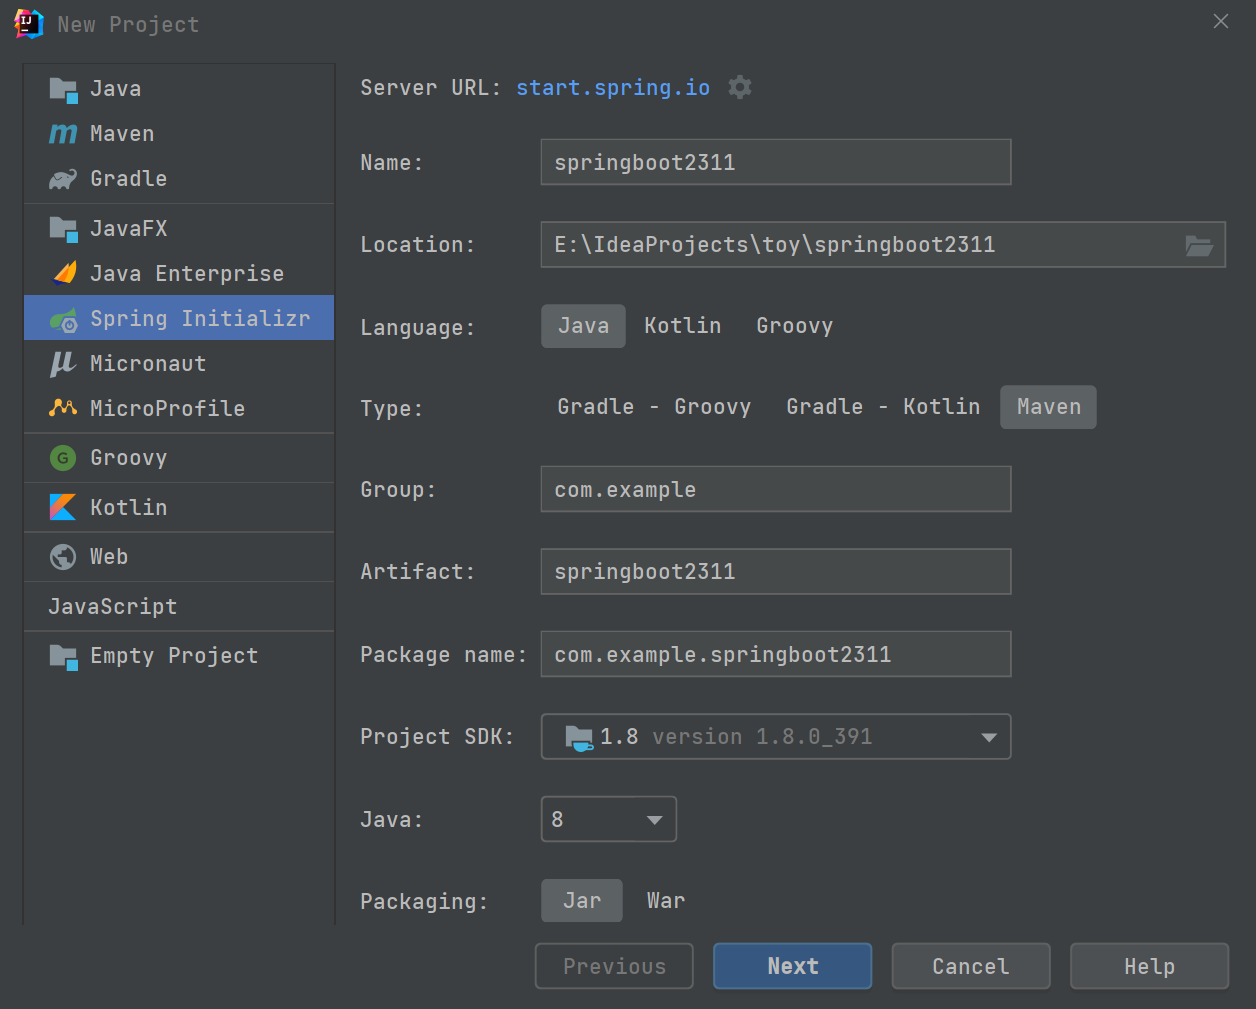 New Project
Java
Maven
Gradle
JavaFX
Java Enterprise
Spring Initializr
Micronaut
MicroProfile
Groovy
Kotlin
Web
JavaScript
Empty Project
Server URL: start.spring.io
Name: springboot2311
Location: E:\IdeaProjects\toy\springboot2311
Language: Java Kotlin Groovy
Type: Gradle - Groovy Gradle - Kotlin Maven
Group: com.example
Artifact: springboot2311
Package name: com.example.springboot2311
Project SDK: 1.8 version 1.8.0_391
Java: 8
Packaging: Jar War
Previous Next Cancel Help